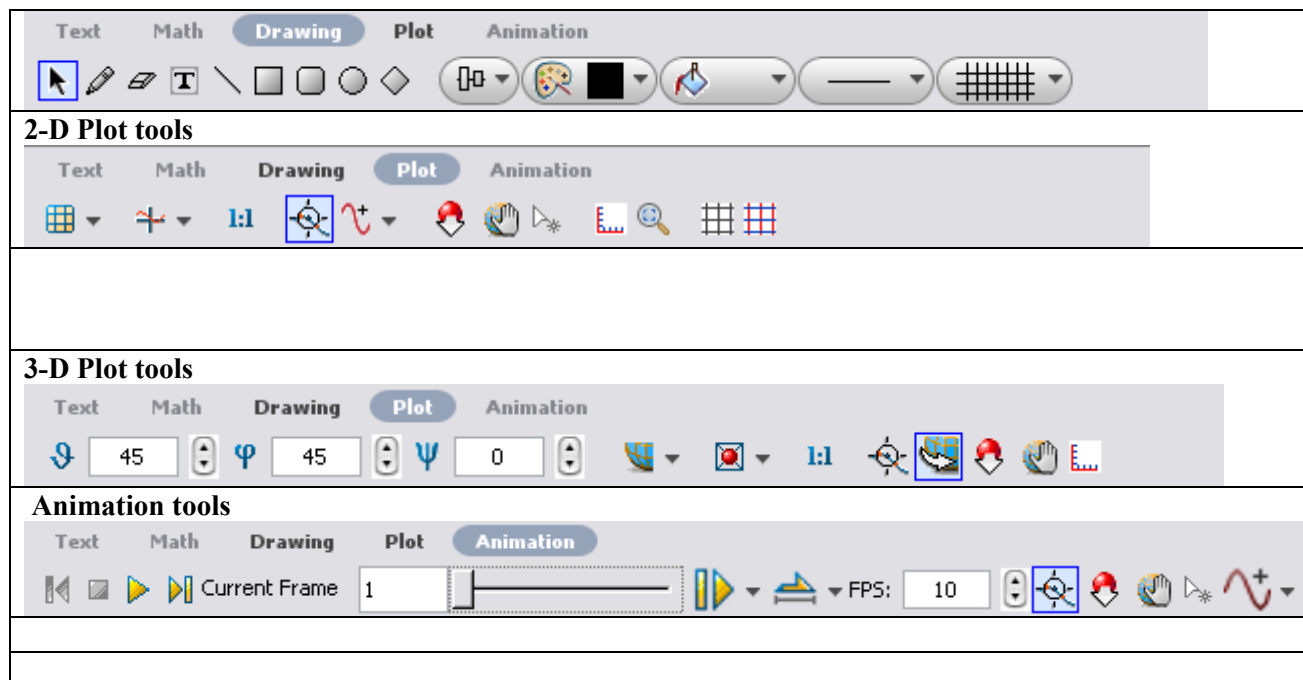 Text Math Drawing Plot Animation
T
2-D Plot tools
Text Math Drawing Plot Animation
1:1
3-D Plot tools
Text Math Drawing Plot Animation
ϑ 45 φ 45 ψ 0 1:1
Animation tools
Text Math Drawing Plot Animation
Current Frame 1 FPS: 10